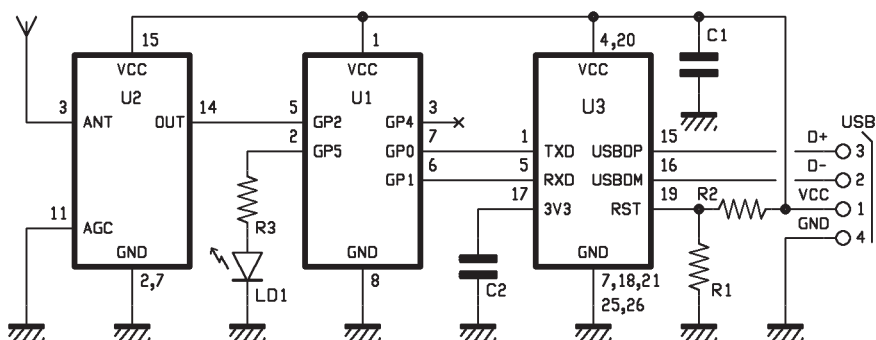 15
VCC
U2
3
ANT
OUT
14
11
AGC
GND
2,7
1
VCC
U1
5
GP2
GP4
3
2
GP5
GP0
7
GP1
6
GND
8
R3
LD1
4,20
VCC
U3
1
TXD
USBDP
15
5
RXD
USBDM
16
17
3V3
RST
19
GND
7,18,21
25,26
C2
C1
R2
R1
USB
D+
3
D-
2
VCC
1
GND
4